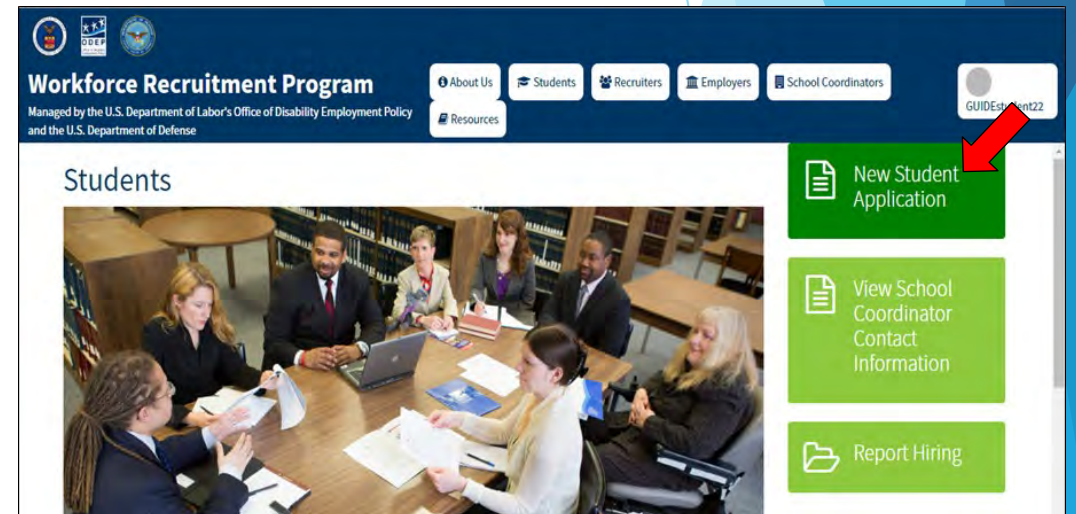 ODEP
Workforce Recruitment Program
Managed by the U.S. Department of Labor's Office of Disability Employment Policy
and the U.S. Department of Defense
About Us
Students
Recruiters
Employers
School Coordinators
Resources
Students
New Student
Application
View School
Coordinator
Contact
Information
Report Hiring